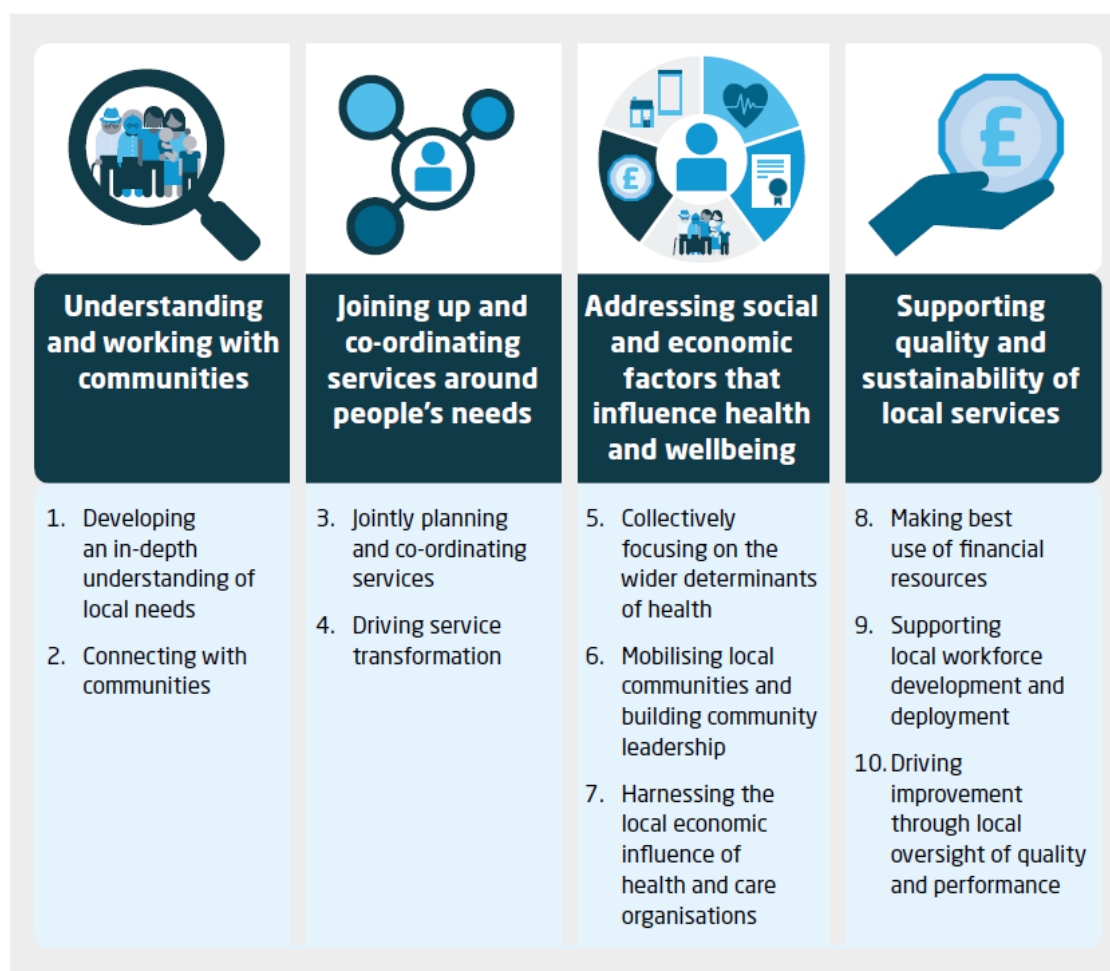 £
£
Understanding
and working with
communities
Joining up and
co-ordinating
services around
people’s needs
Addressing social
and economic
factors that
influence health
and wellbeing
Supporting
quality and
sustainability of
local services
1. Developing
an in-depth
understanding of
local needs
2. Connecting with
communities
3. Jointly planning
and co-ordinating
services
4. Driving service
transformation
5. Collectively
focusing on the
wider determinants
of health
6. Mobilising local
communities and
building community
leadership
7. Harnessing the
local economic
influence of
health and care
organisations
8. Making best
use of financial
resources
9. Supporting
local workforce
development and
deployment
10. Driving
improvement
through local
oversight of quality
and performance